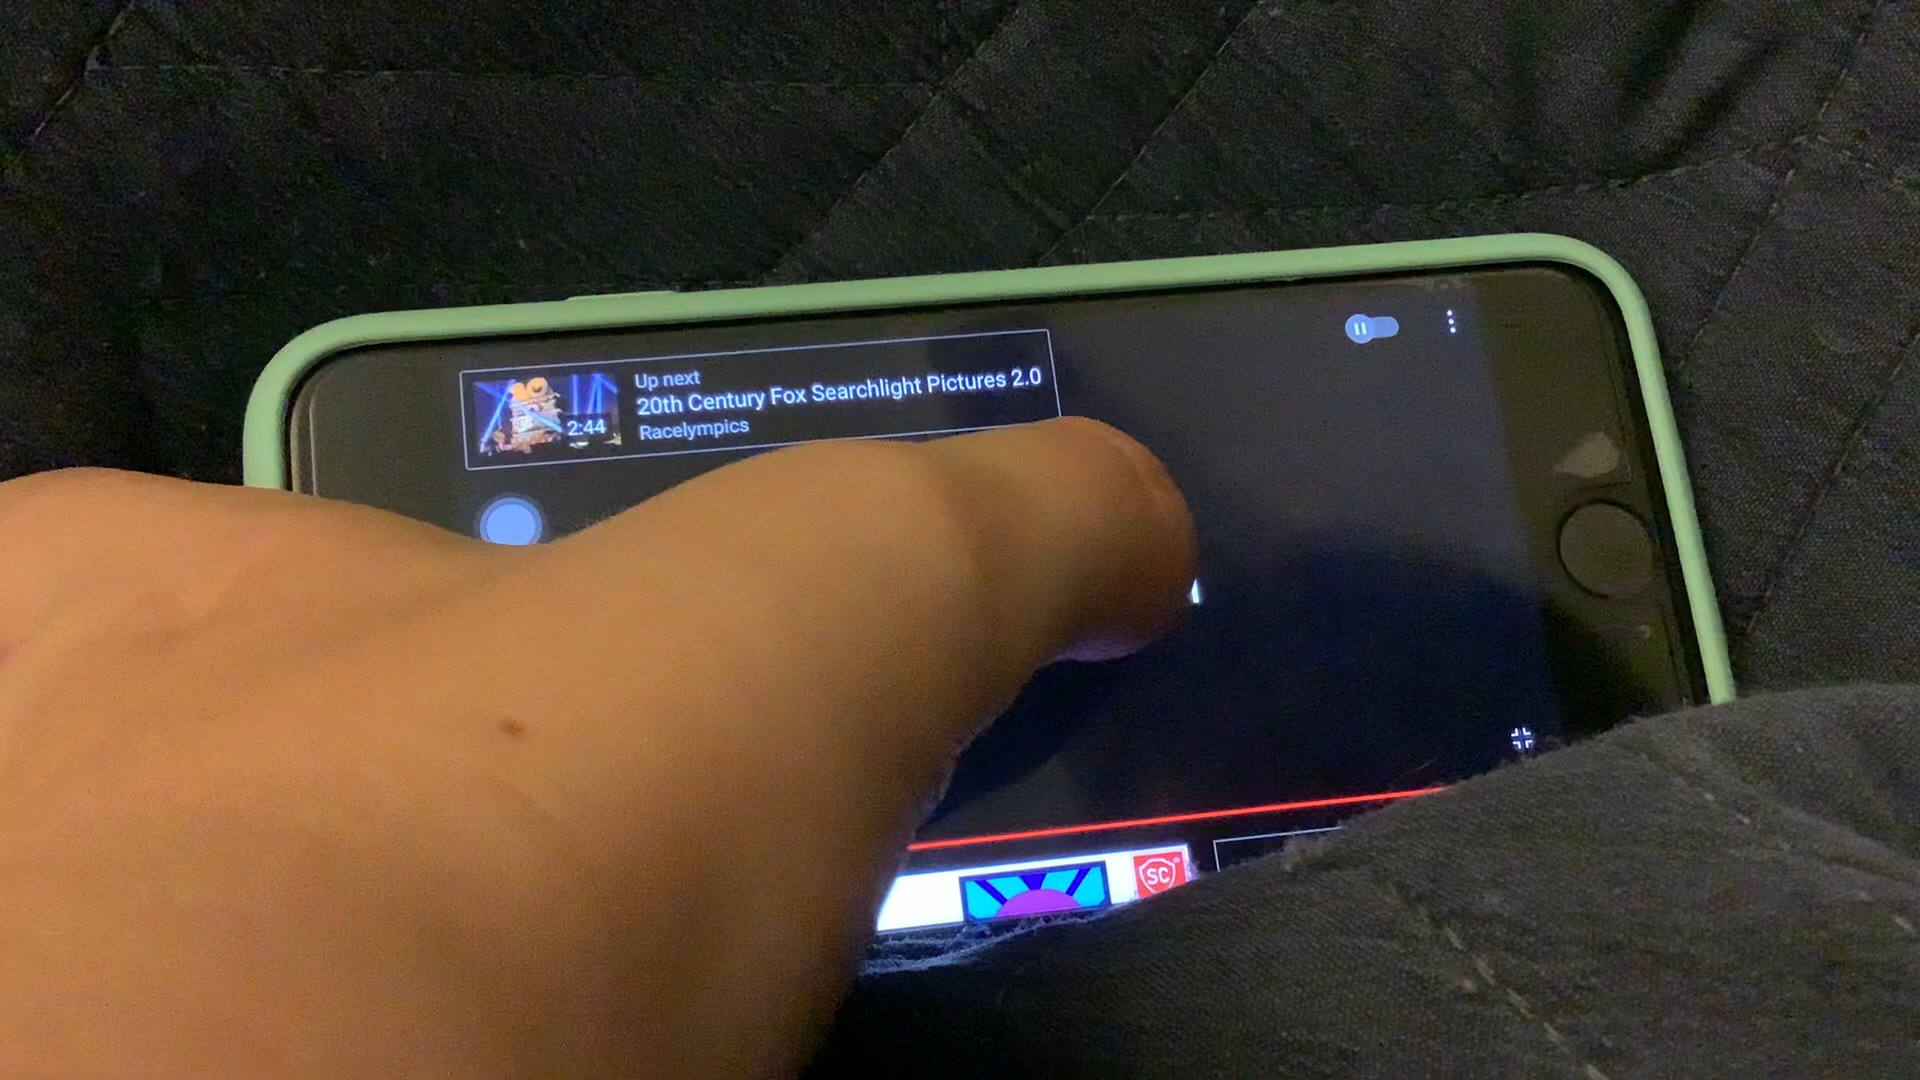 Up next
20th Century Fox Searchlight Pictures 2.0
2:44
Racelympics
SC